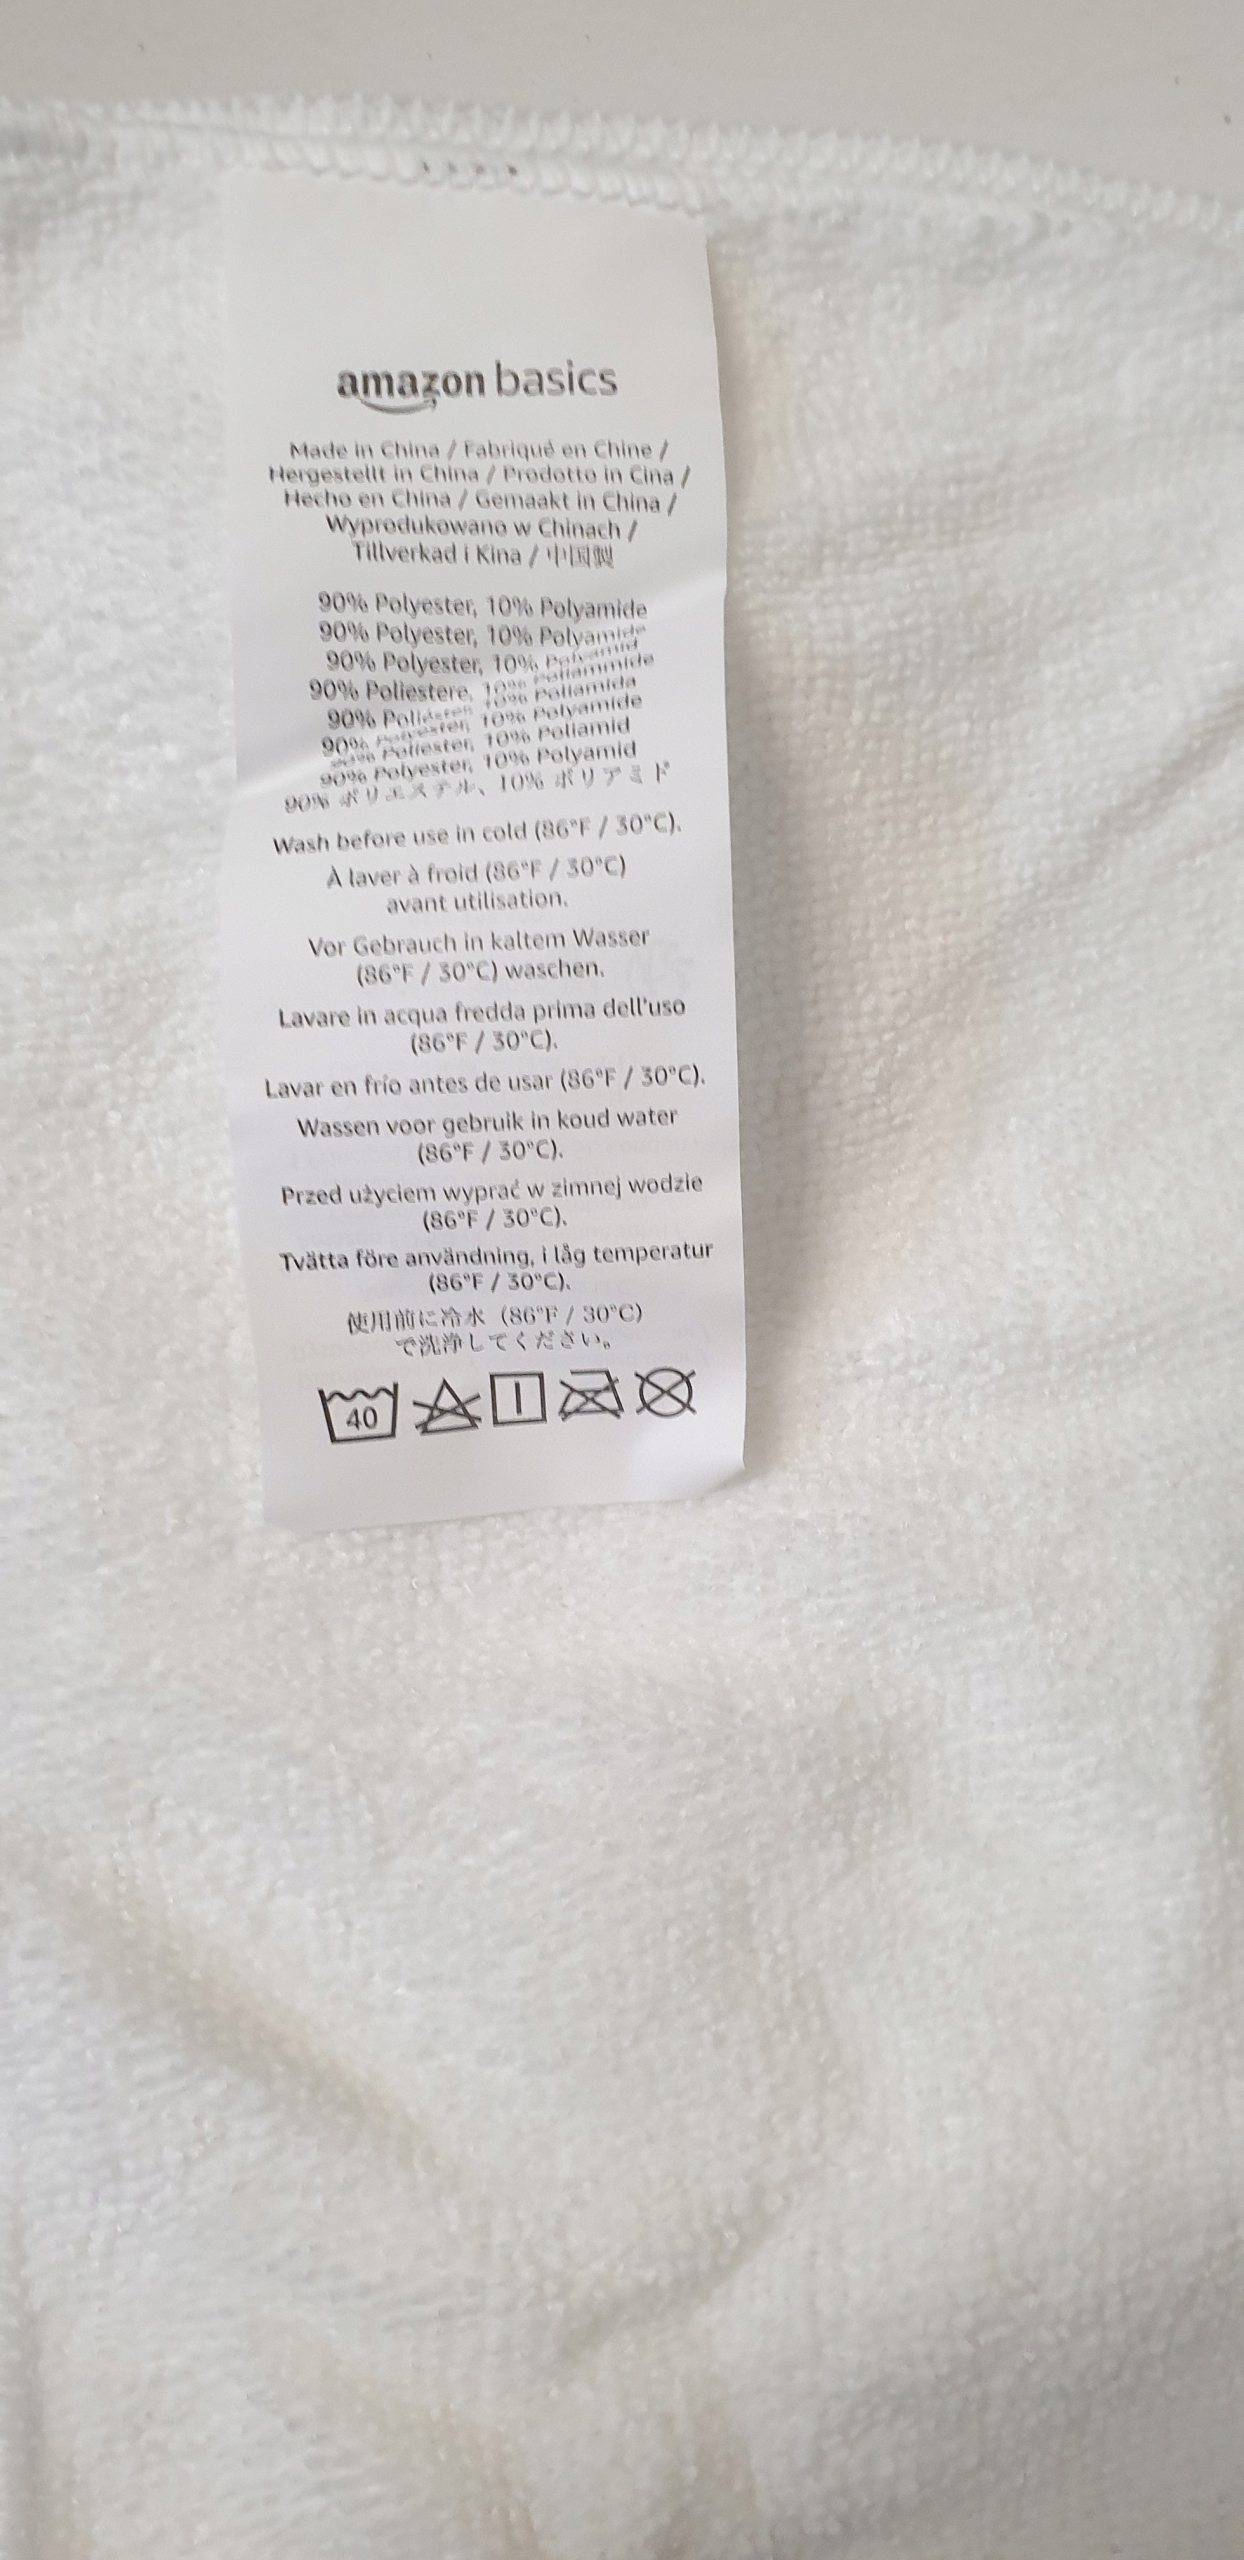 amazon basics
Made in China / Fabriqué en Chine /
Hergestellt in China / Prodotto in Cina /
Hecho en China / Gemaakt in China /
Wyprodukowano w Chinach /
Tillverkad i Kina / 中国製
90% Polyester, 10% Polyamide
90% Polyester, 10% Polyamide
90% Polyester, 10% Polyamid
90% Poliestere, 10% Poliammide
90% Poliéster, 10% Poliamida
90% Polyester, 10% Polyamide
90% Poliester, 10% Poliamid
90% Polyester, 10% Polyamid
90% ポリエステル、10% ポリアミド
Wash before use in cold (86°F / 30°C).
À laver à froid (86°F / 30°C)
avant utilisation.
Vor Gebrauch in kaltem Wasser
(86°F / 30°C) waschen.
Lavare in acqua fredda prima dell'uso
(86°F / 30°C).
Lavar en frío antes de usar (86°F / 30°C).
Wassen voor gebruik in koud water
(86°F / 30°C).
Przed użyciem wyprać w zimnej wodzie
(86°F / 30°C).
Tvätta före användning, i låg temperatur
(86°F / 30°C).
使用前に冷水（86°F / 30°C）
で洗浄してください。
40